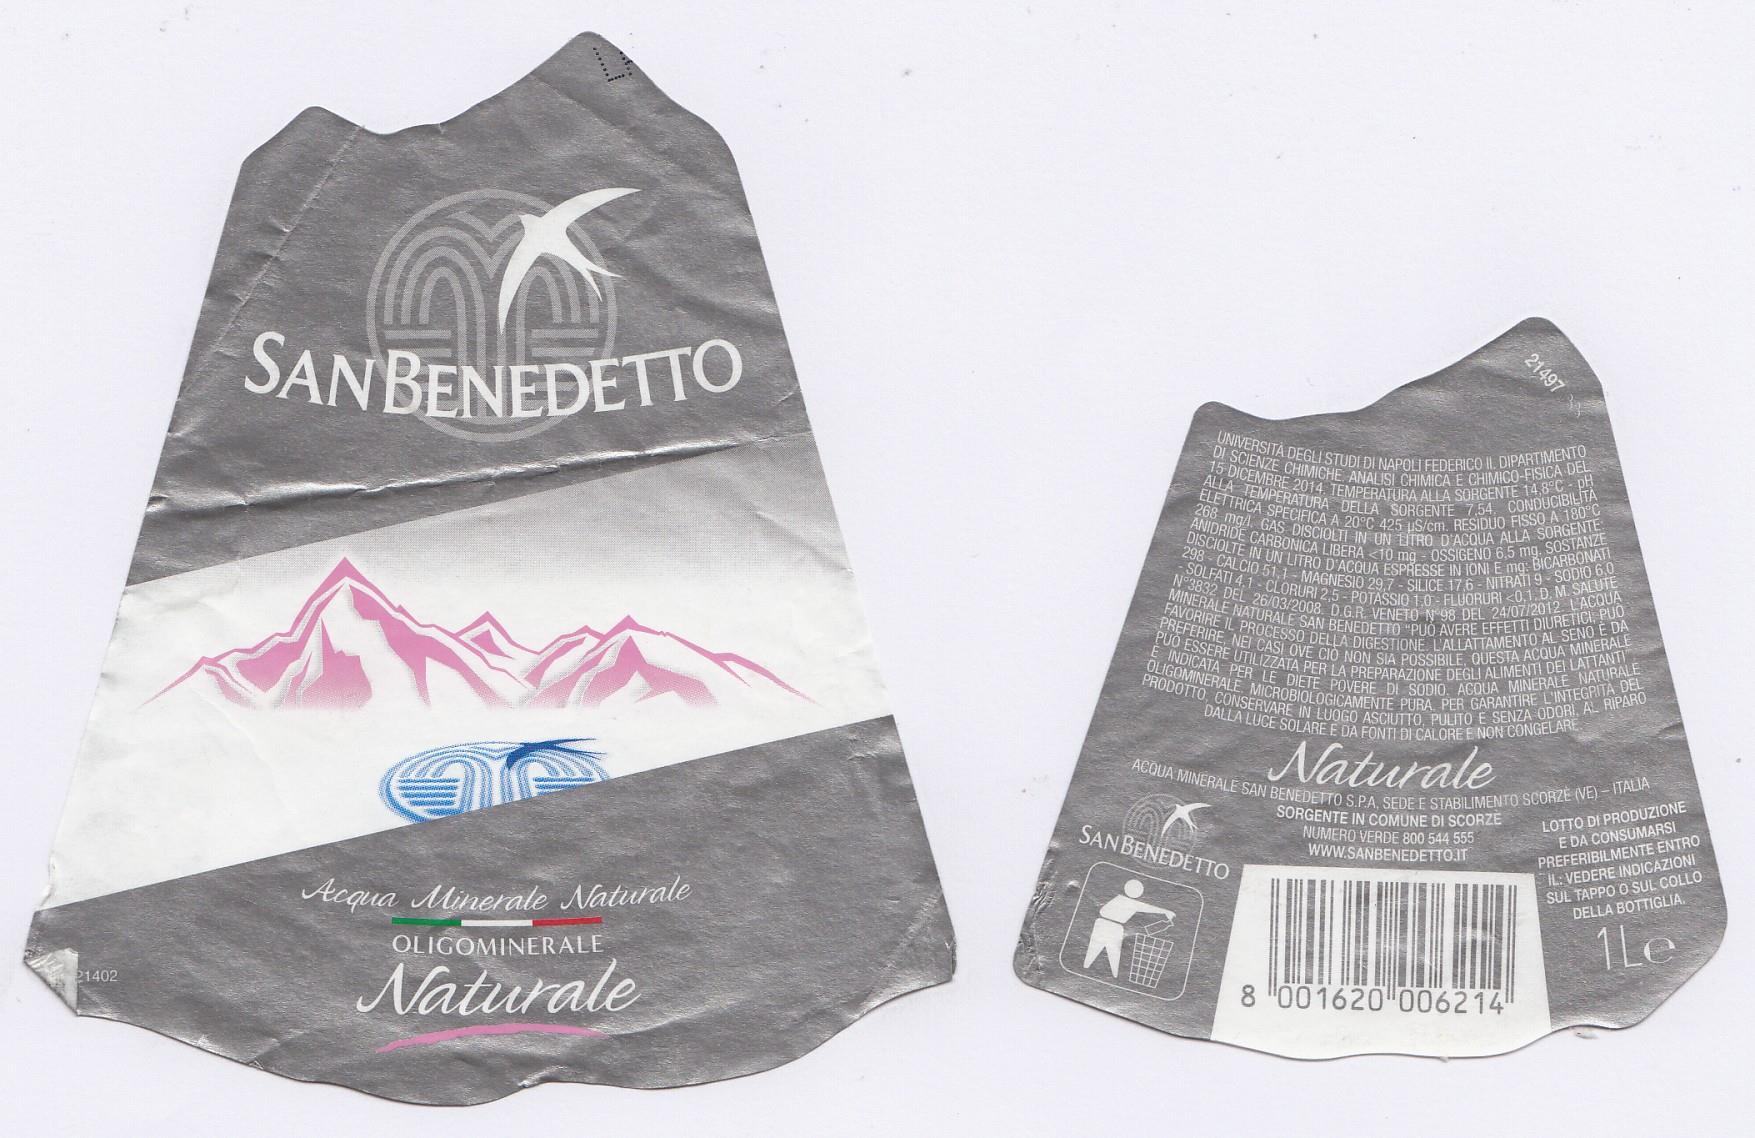 SANBENEDETTO
Acqua Minerale Naturale
OLIGOMINERALE
Naturale
21402
21497
UNIVERSITÀ DEGLI STUDI DI NAPOLI FEDERICO II. DIPARTIMENTO
DI SCIENZE CHIMICHE. ANALISI CHIMICA E CHIMICO-FISICA DEL
15 DICEMBRE 2014. TEMPERATURA ALLA SORGENTE 14,8°C - pH
ALLA TEMPERATURA DELLA SORGENTE 7,54. CONDUCIBILITÀ
ELETTRICA SPECIFICA A 20°C 425 µS/cm. RESIDUO FISSO A 180°C
268 mg/l. GAS DISCIOLTI IN UN LITRO D'ACQUA ALLA SORGENTE:
ANIDRIDE CARBONICA LIBERA <10 mg - OSSIGENO 6,5 mg. SOSTANZE
DISCIOLTE IN UN LITRO D'ACQUA ESPRESSE IN IONI E mg: BICARBONATI
298 - CALCIO 51,1 - MAGNESIO 29,7 - SILICE 17,6 - NITRATI 9 - SODIO 6,0
- SOLFATI 4,1 - CLORURI 2,5 - POTASSIO 1,0 - FLUORURI <0,1. D. M. SALUTE
N°3832 DEL 26/03/2008. D.G.R. VENETO N°98 DEL 24/07/2012. L'ACQUA
MINERALE NATURALE SAN BENEDETTO "PUÒ AVERE EFFETTI DIURETICI; PUÒ
FAVORIRE IL PROCESSO DELLA DIGESTIONE. L'ALLATTAMENTO AL SENO È DA
PREFERIRE, NEI CASI OVE CIÒ NON SIA POSSIBILE, QUESTA ACQUA MINERALE
PUÒ ESSERE UTILIZZATA PER LA PREPARAZIONE DEGLI ALIMENTI DEI LATTANTI
È INDICATA PER LE DIETE POVERE DI SODIO. ACQUA MINERALE NATURALE
OLIGOMINERALE. MICROBIOLOGICAMENTE PURA. PER GARANTIRE L'INTEGRITÀ DEL
PRODOTTO, CONSERVARE IN LUOGO ASCIUTTO, PULITO E SENZA ODORI, AL RIPARO
DALLA LUCE SOLARE E DA FONTI DI CALORE E NON CONGELARE.
Naturale
ACQUA MINERALE SAN BENEDETTO S.P.A. SEDE E STABILIMENTO SCORZÈ (VE) – ITALIA
SORGENTE IN COMUNE DI SCORZÈ
NUMERO VERDE 800 544 555
WWW.SANBENEDETTO.IT
SANBENEDETTO
LOTTO DI PRODUZIONE
E DA CONSUMARSI
PREFERIBILMENTE ENTRO
IL: VEDERE INDICAZIONI
SUL TAPPO O SUL COLLO
DELLA BOTTIGLIA.
1L e
8 001620 006214